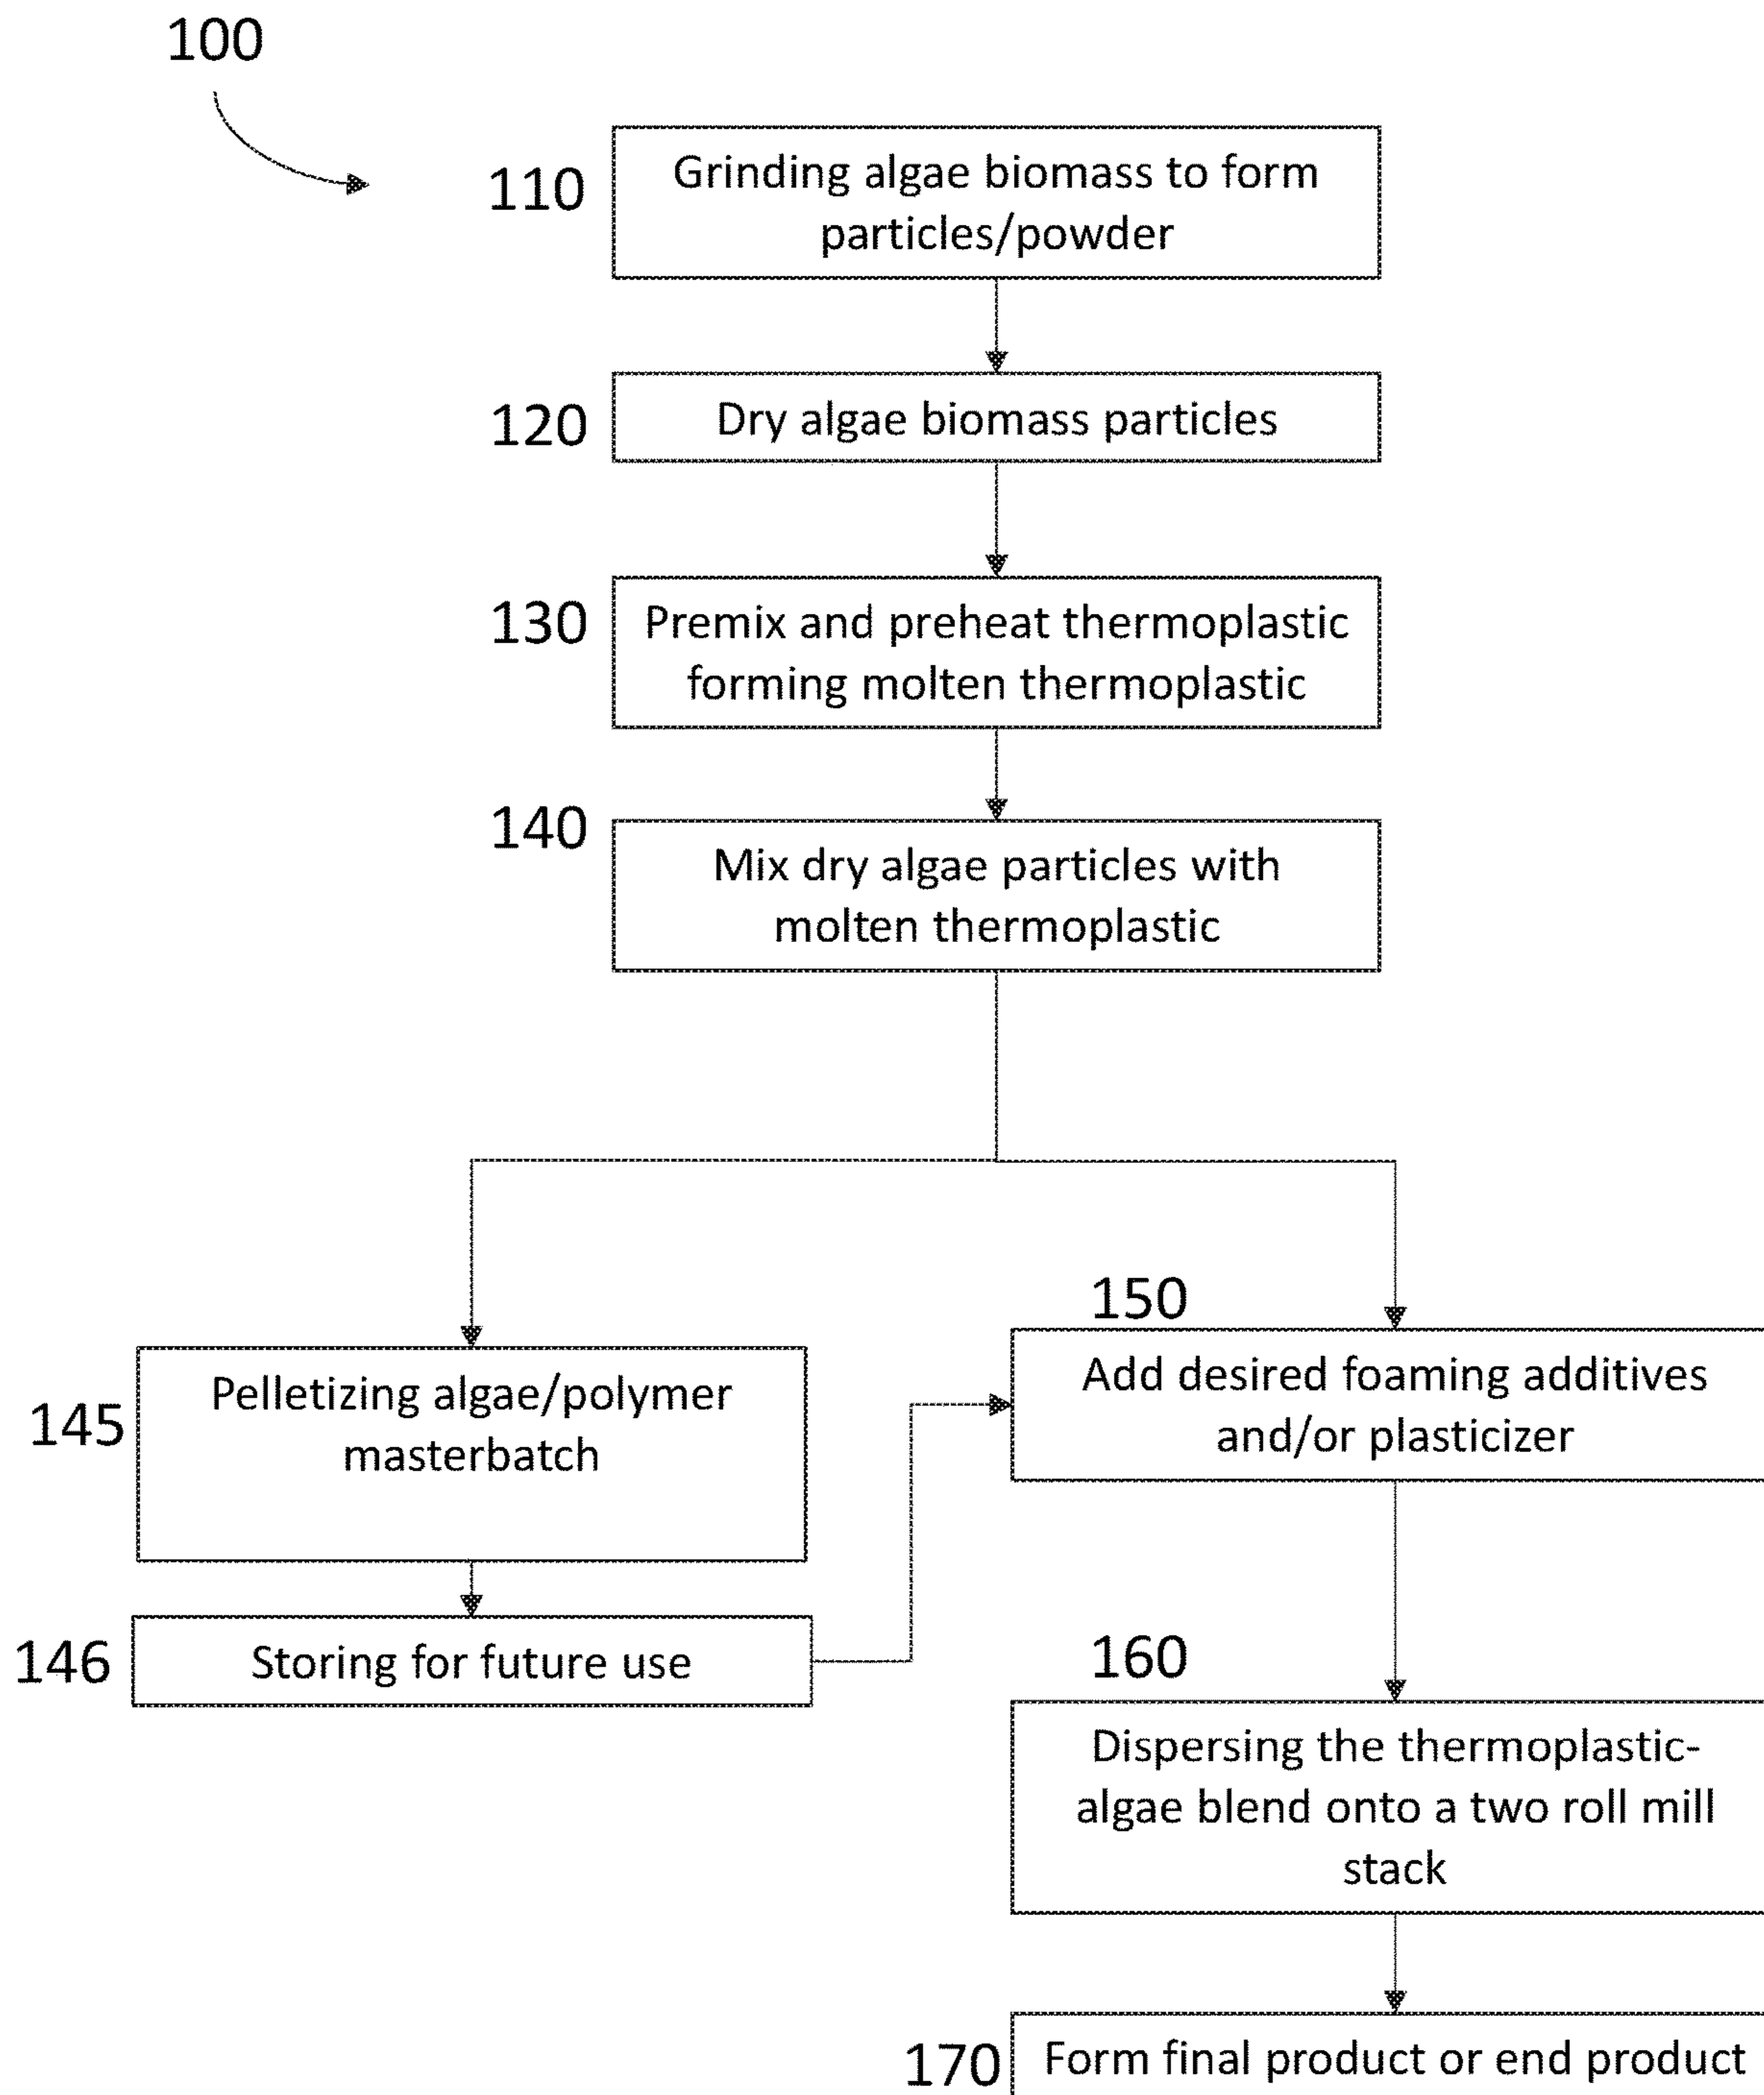 100
110
Grinding algae biomass to form
particles/powder
120
Dry algae biomass particles
130
Premix and preheat thermoplastic
forming molten thermoplastic
140
Mix dry algae particles with
molten thermoplastic
145
Pelletizing algae/polymer
masterbatch
146
Storing for future use
150
Add desired foaming additives
and/or plasticizer
160
Dispersing the thermoplastic-
algae blend onto a two roll mill
stack
170
Form final product or end product